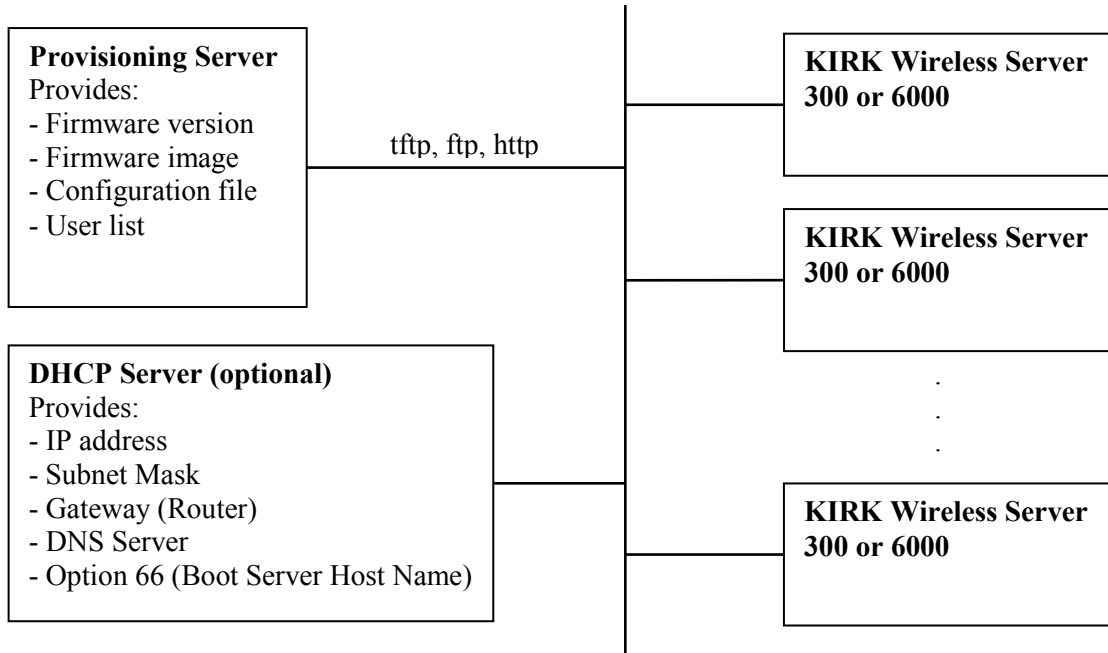 Provisioning Server
Provides:
- Firmware version
- Firmware image
- Configuration file
- User list
tftp, ftp, http
DHCP Server (optional)
Provides:
- IP address
- Subnet Mask
- Gateway (Router)
- DNS Server
- Option 66 (Boot Server Host Name)
KIRK Wireless Server
300 or 6000
KIRK Wireless Server
300 or 6000
.
.
.
KIRK Wireless Server
300 or 6000